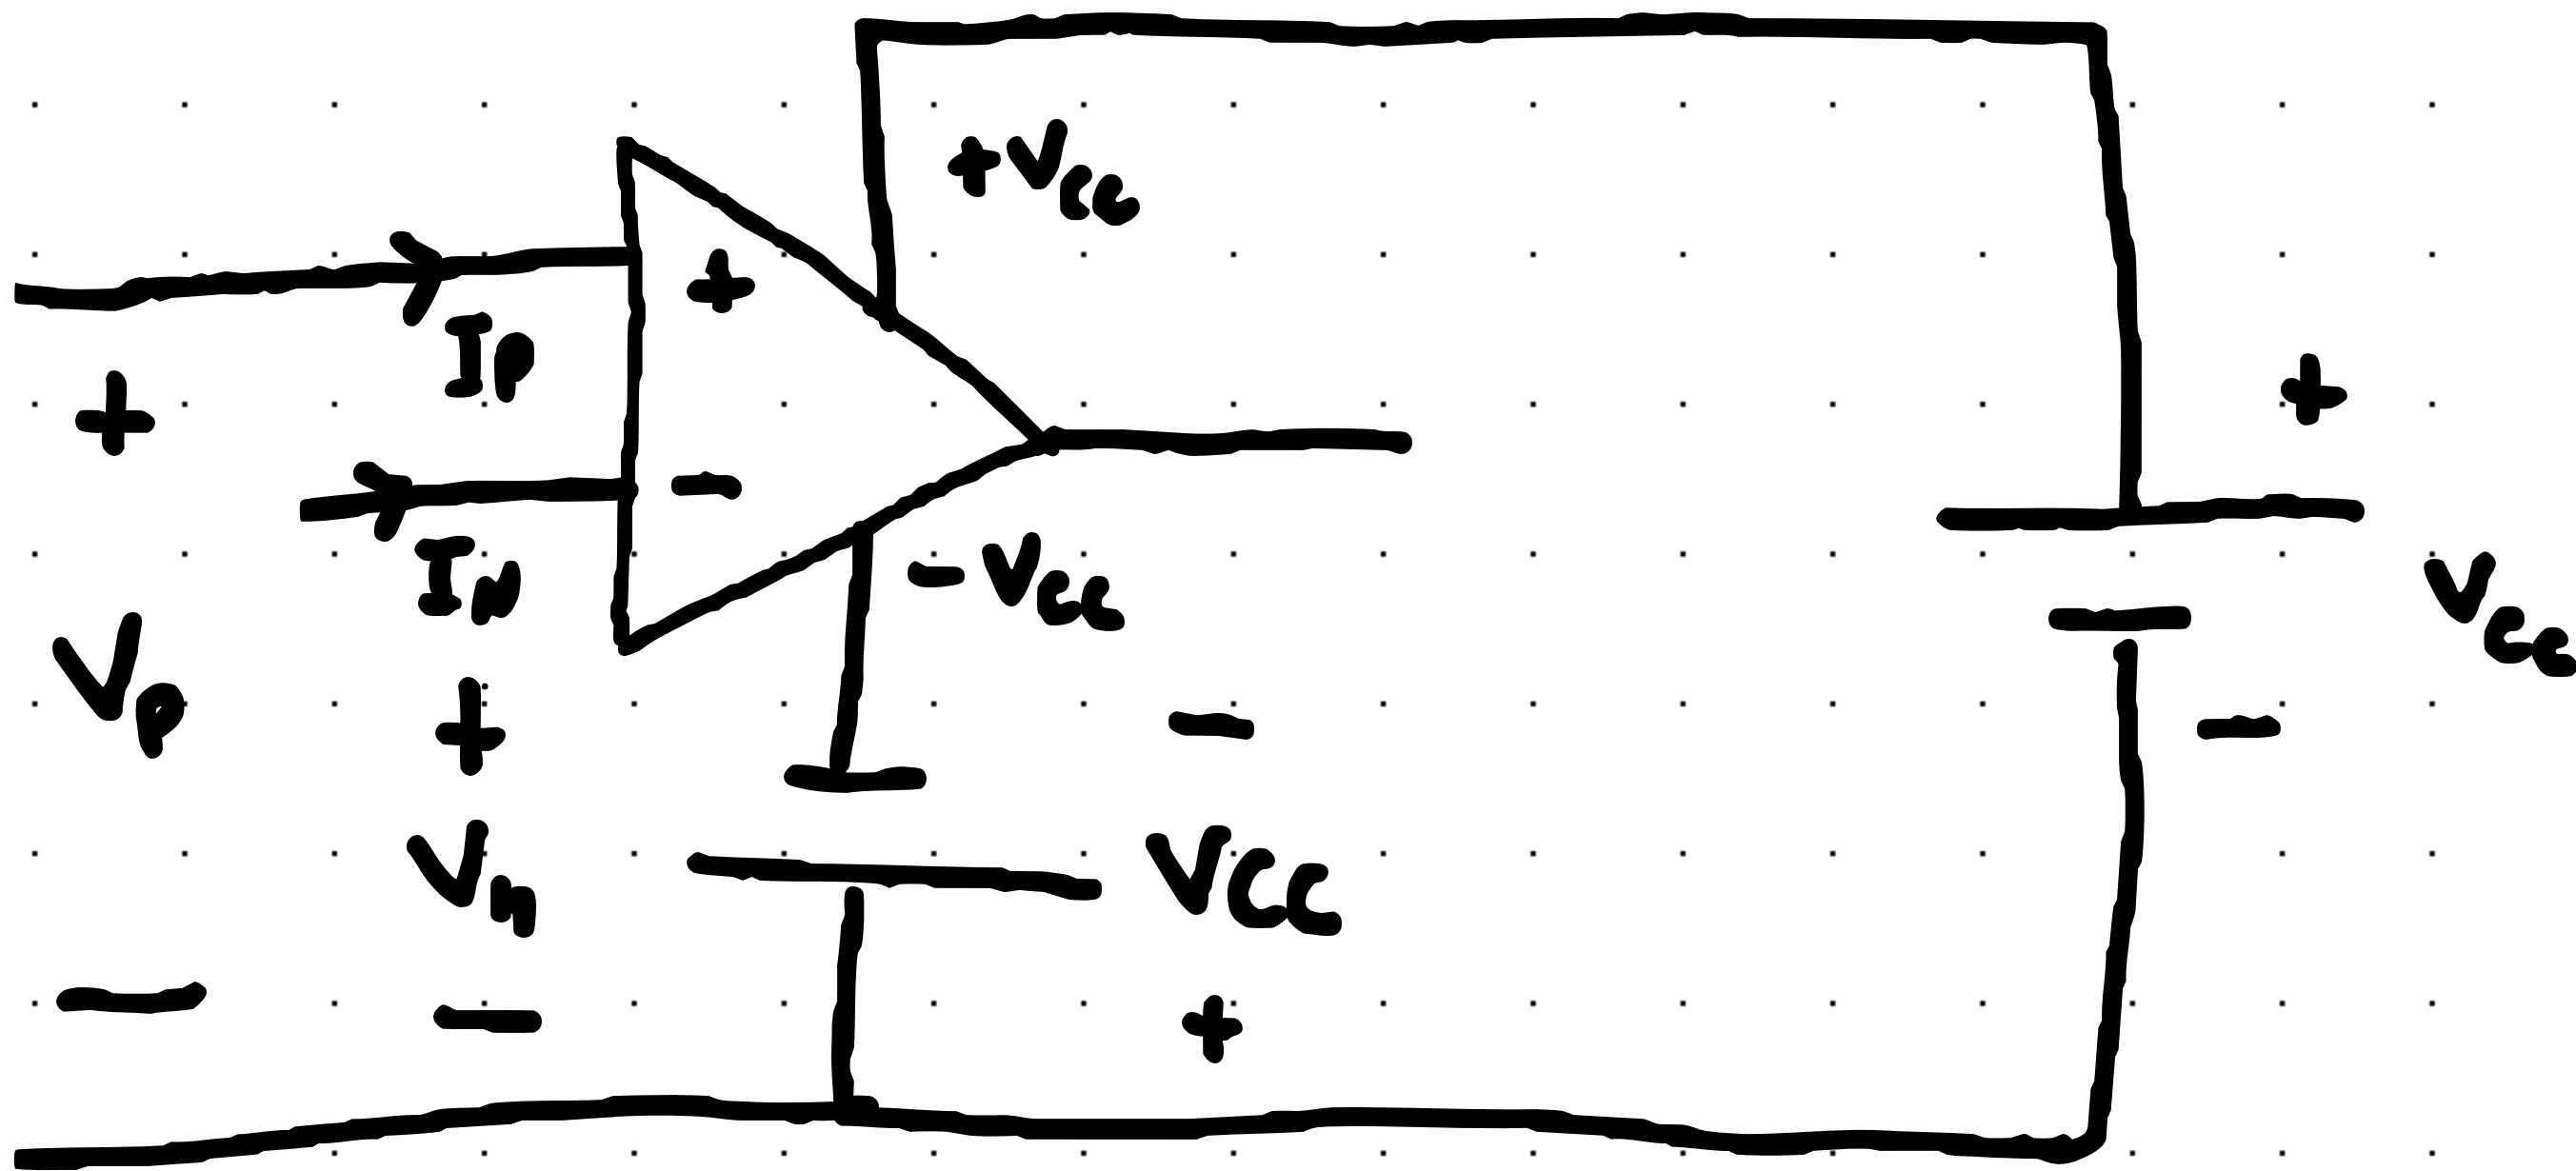 +VCC
+
IP
+
+
-
IN
-VCC
VCC
VP
+
-
-
Vn
VCC
-
-
+